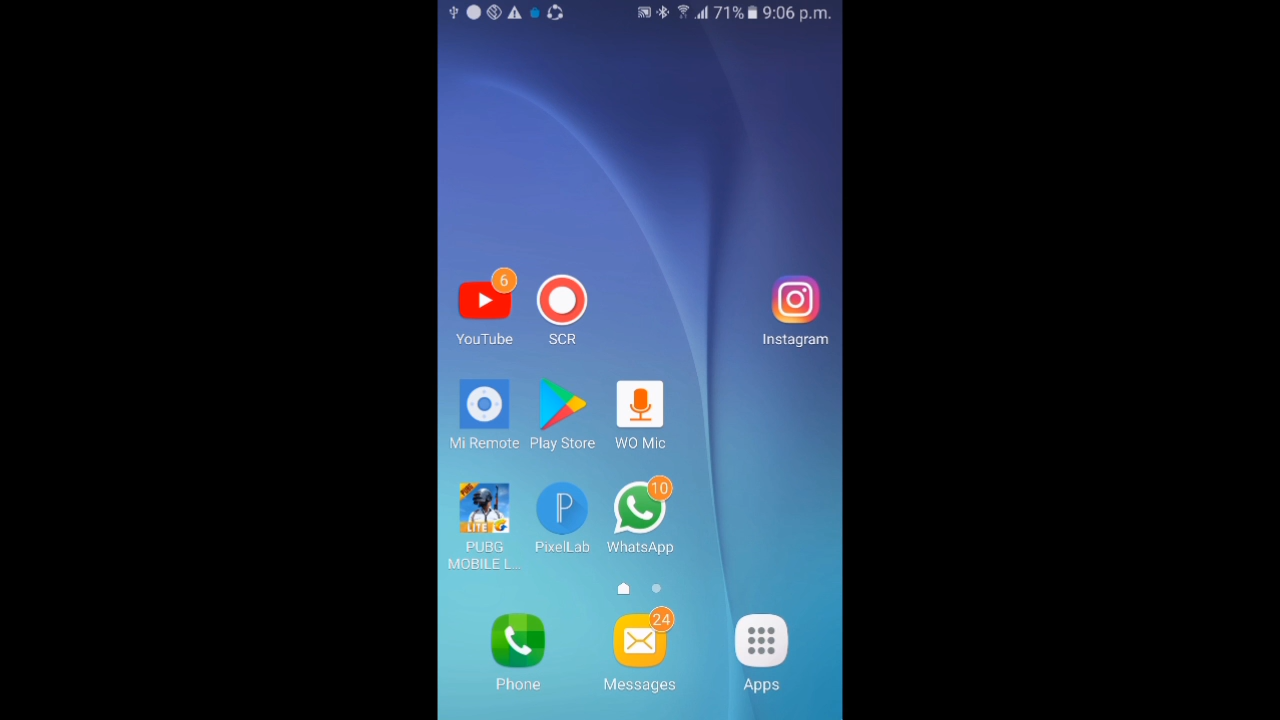 71% 9:06 p.m.
6
YouTube SCR Instagram
Mi Remote Play Store WO Mic
PUBG
LITE
P
10
PUBG PixelLab WhatsApp
MOBILE L...
24
Phone Messages Apps